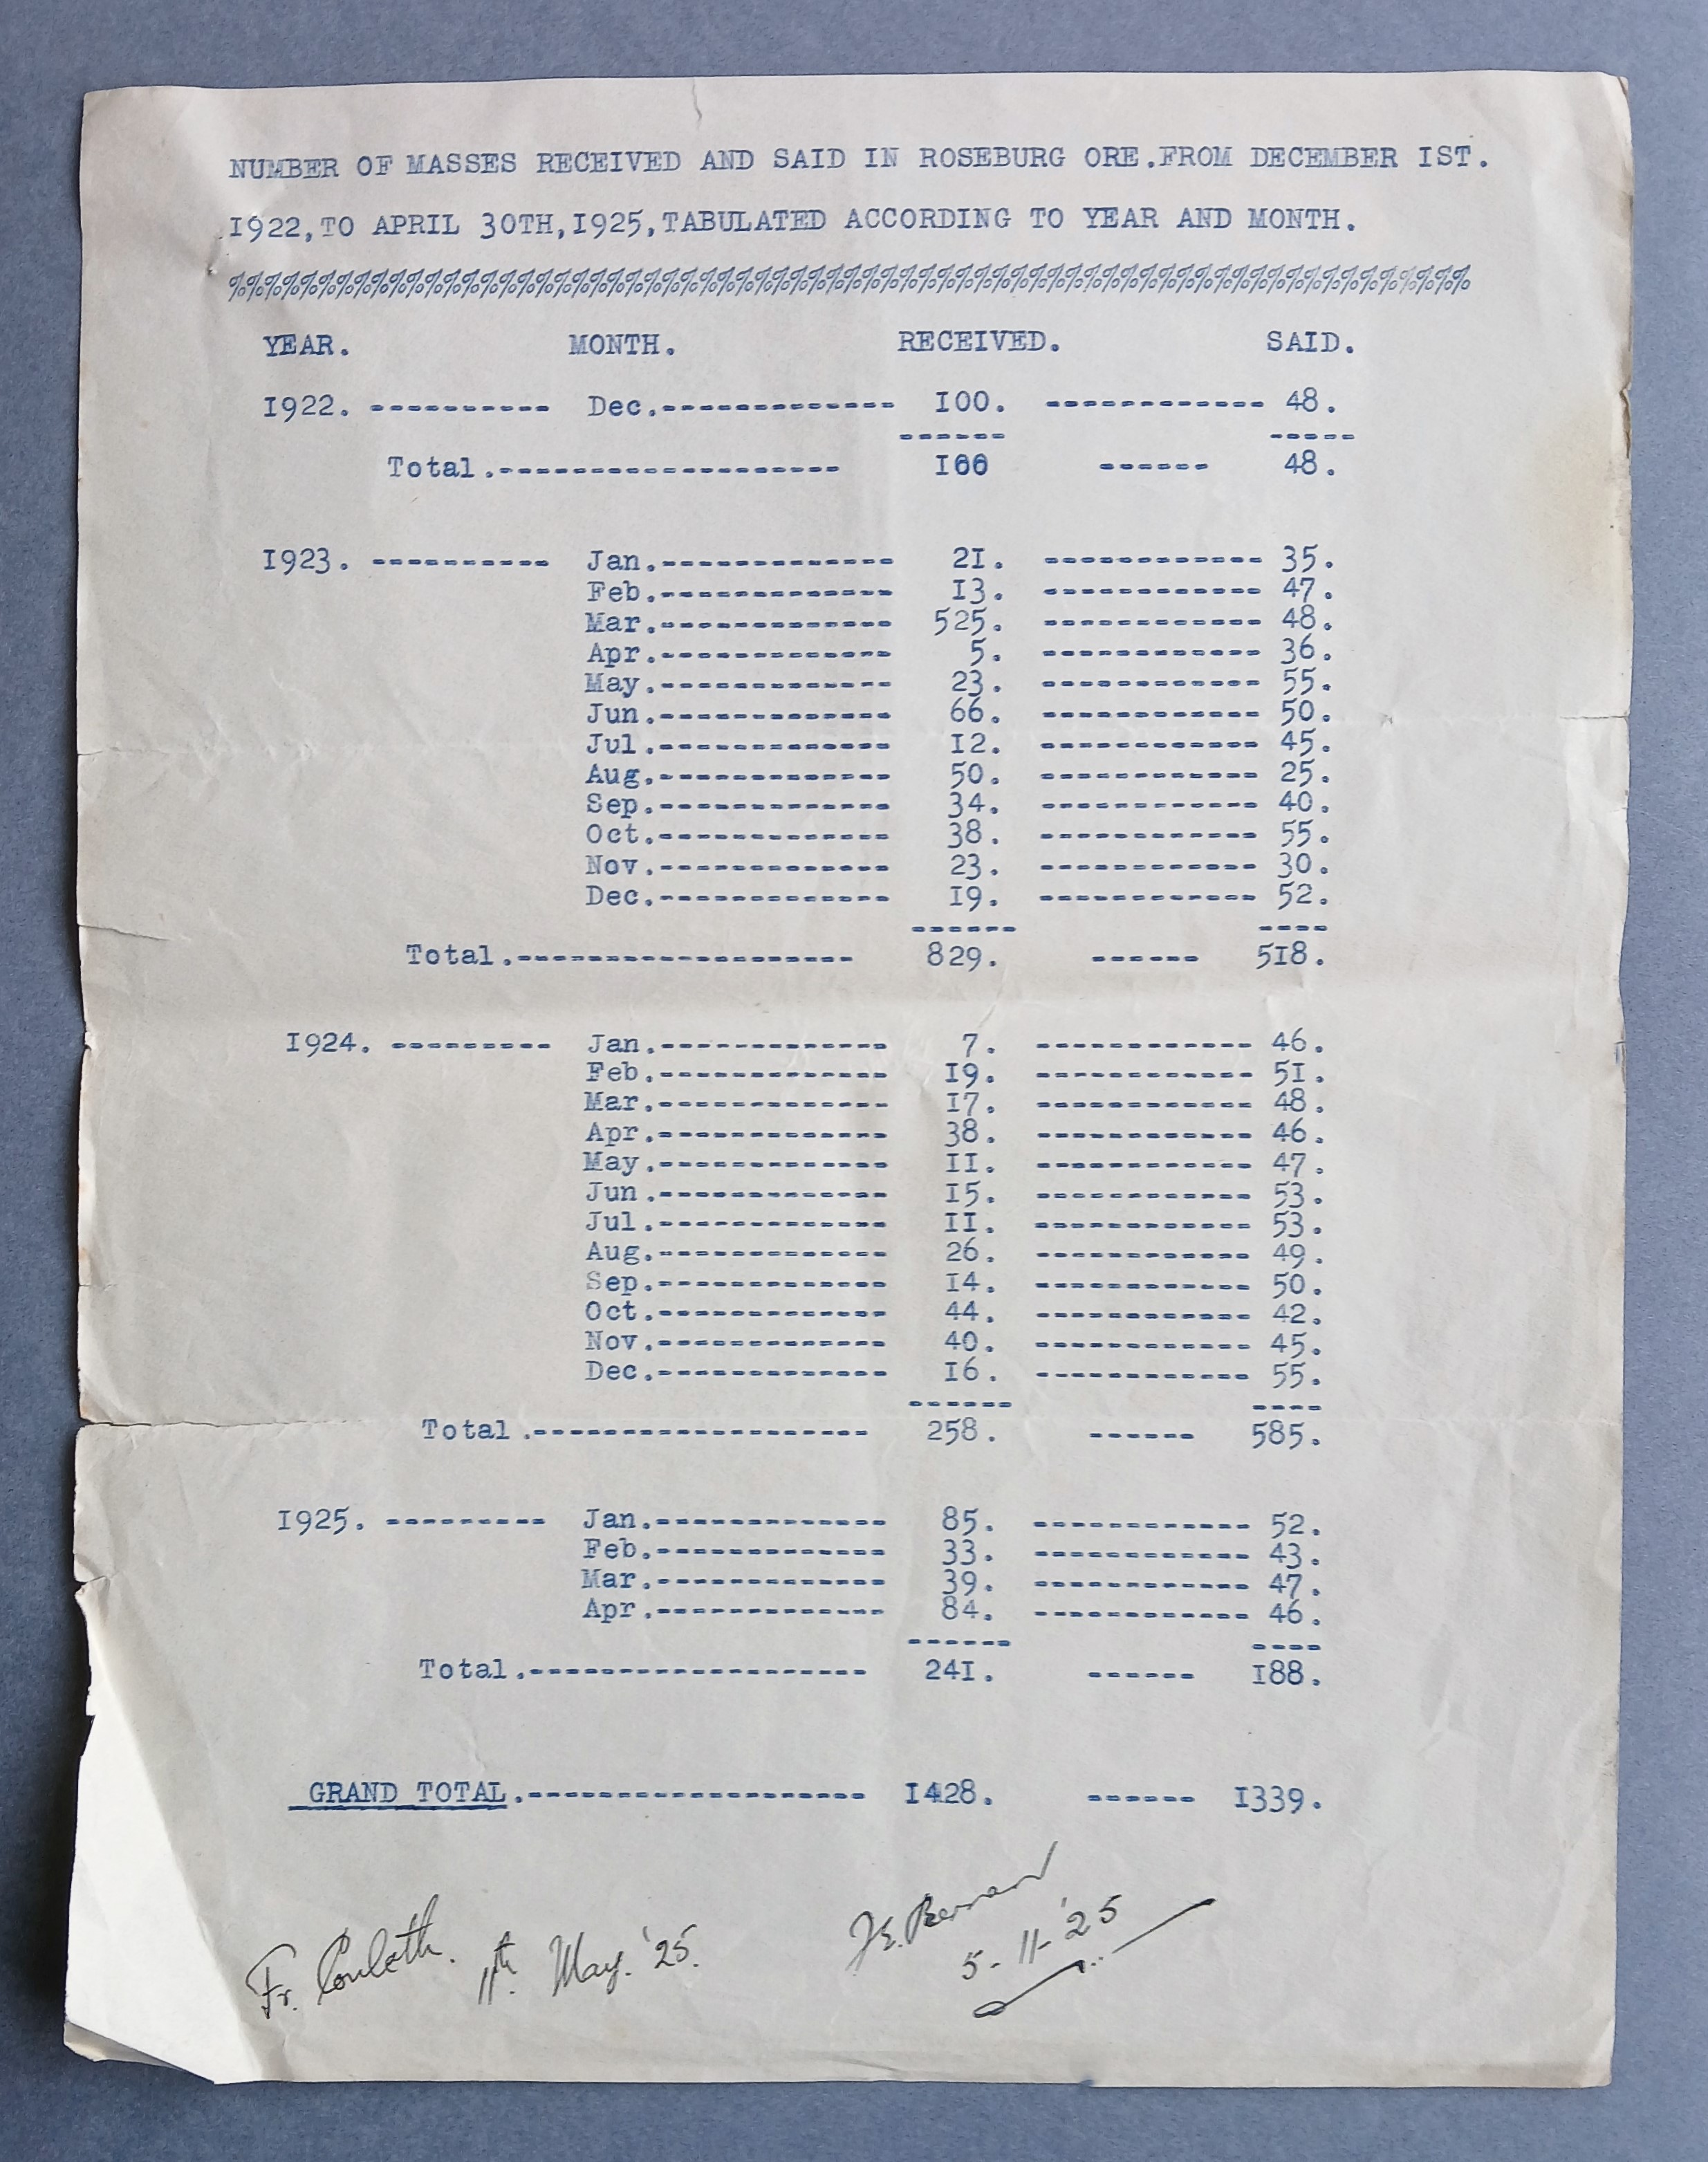 NUMBER OF MASSES RECEIVED AND SAID IN ROSEBURG ORE.FROM DECEMBER IST.
I922,TO APRIL 30TH,I925,TABULATED ACCORDING TO YEAR AND MONTH.
%%%%%%%%%%%%%%%%%%%%%%%%%%%%%%%%%%%%%%%%%%%%%%%%%%%%%%%%%%%%%%%%%%%%%
YEAR. MONTH. RECEIVED. SAID.
I922. ---------- Dec.------------- I00. ------------ 48.
------ -----
Total.------------------- I00 ------ 48.
I923. ---------- Jan.------------- 2I. ------------ 35.
Feb.------------- I3. ------------ 47.
Mar.------------- 525. ------------ 48.
Apr.------------- 5. ------------ 36.
May.------------- 23. ------------ 55.
Jun.------------- 66. ------------ 50.
Jul.------------- I2. ------------ 45.
Aug.------------- 50. ------------ 25.
Sep.------------- 34. ------------ 40.
Oct.------------- 38. ------------ 55.
Nov.------------- 23. ------------ 30.
Dec.------------- I9. ------------ 52.
------ ----
Total.------------------- 829. ------ 5I8.
I924. --------- Jan.------------- 7. ------------ 46.
Feb.------------- I9. ------------ 5I.
Mar.------------- I7. ------------ 48.
Apr.------------- 38. ------------ 46.
May.------------- II. ------------ 47.
Jun.------------- I5. ------------ 53.
Jul.------------- II. ------------ 53.
Aug.------------- 26. ------------ 49.
Sep.------------- I4. ------------ 50.
Oct.------------- 44. ------------ 42.
Nov.------------- 40. ------------ 45.
Dec.------------- I6. ------------ 55.
------ ----
Total.------------------- 258. ------ 585.
I925. --------- Jan.------------- 85. ------------ 52.
Feb.------------- 33. ------------ 43.
Mar.------------- 39. ------------ 47.
Apr.------------- 84. ------------ 46.
------ ----
Total.------------------- 24I. ------ I88.
GRAND TOTAL.------------------- I428. ------ I339.
Fr. 11th. May. '25. J.E.
5-11-'25